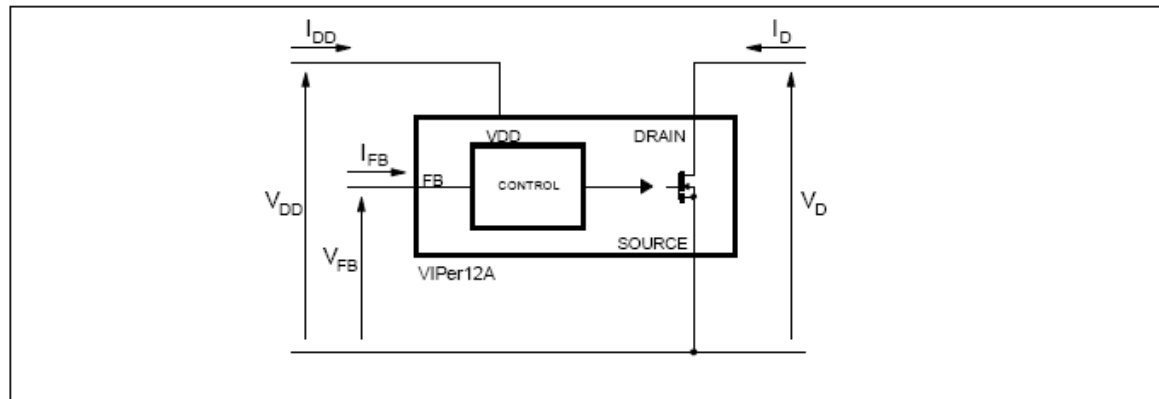 I_DD
I_D
VDD
DRAIN
I_FB
FB
CONTROL
V_DD
V_D
V_FB
SOURCE
VIPer12A